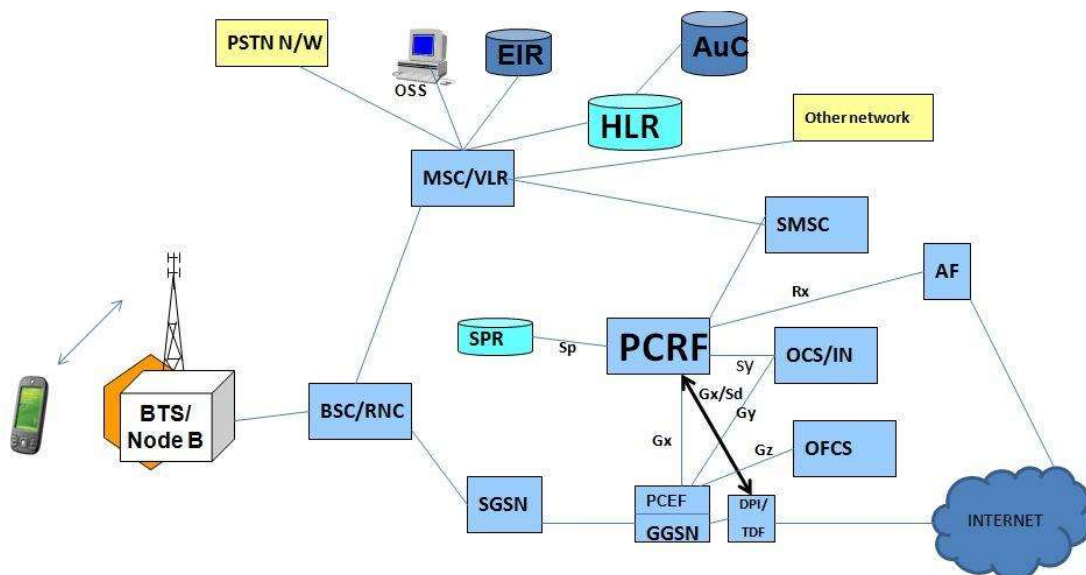 PSTN N/W
OSS
EIR
AuC
HLR
Other network
MSC/VLR
SMSC
AF
Rx
SPR
Sp
PCRF
sy
OCS/IN
Gx/Sd
Gy
BTS/
Node B
BSC/RNC
Gx
Gz
OFCS
SGSN
PCEF
GGSN
DPI/
TDF
INTERNET